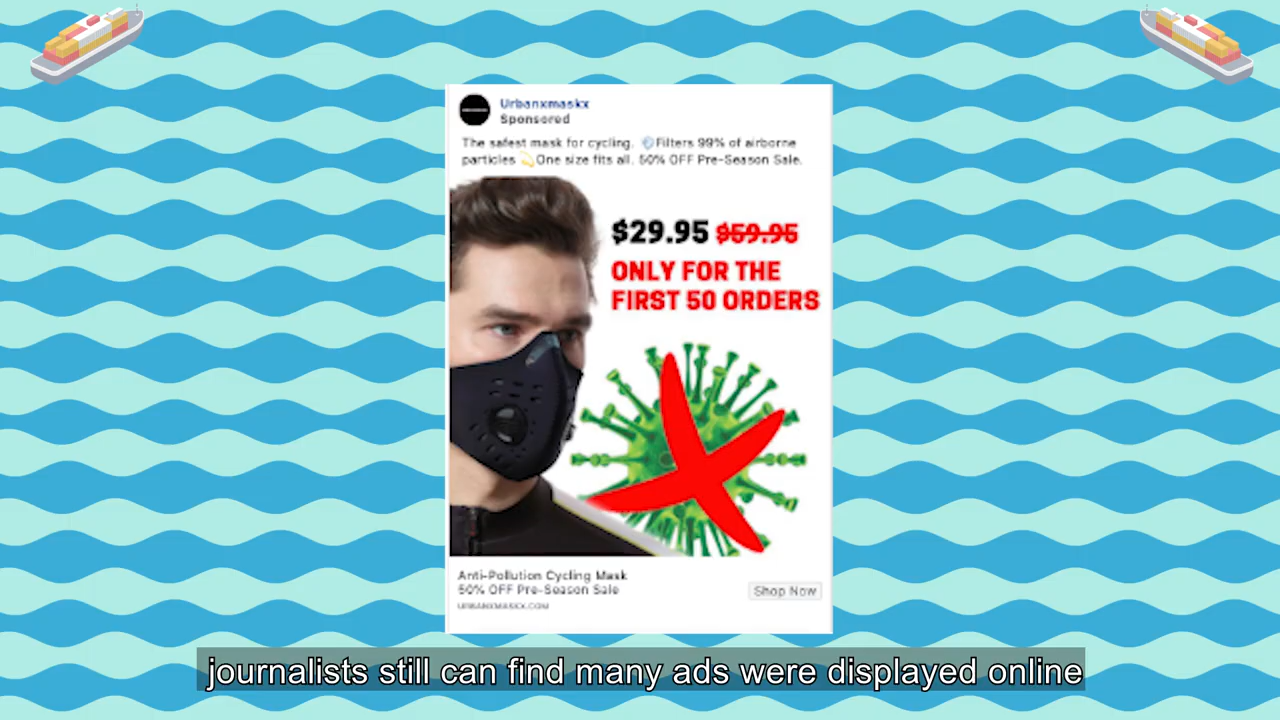 Urbanxmaskx
Sponsored
The safest mask for cycling. Filters 99% of airborne
particles One size fits all. 50% OFF Pre-Season Sale.
$29.95 $59.95
ONLY FOR THE
FIRST 50 ORDERS
Anti-Pollution Cycling Mask
50% OFF Pre-Season Sale
Shop Now
URBANXMASKX.COM
journalists still can find many ads were displayed online